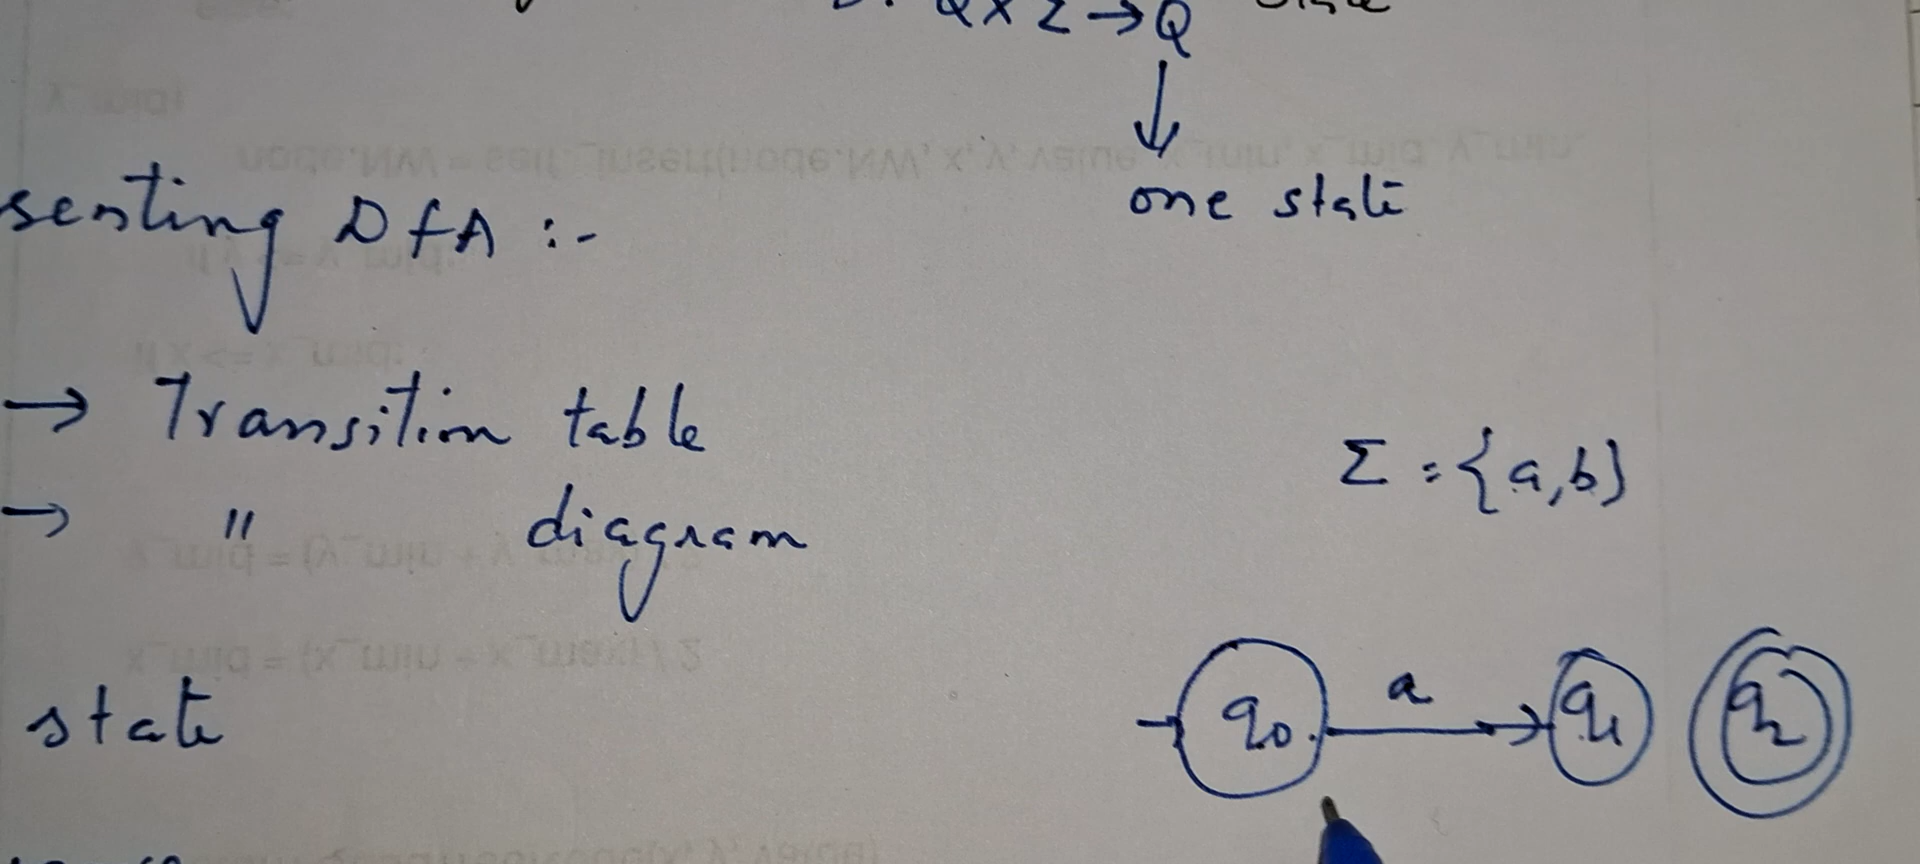 Q × Σ → Q
↓
one state
senting DFA :-
→ Transition table
Σ = {a,b}
→ " diagram
state
q0 a → q1 q2